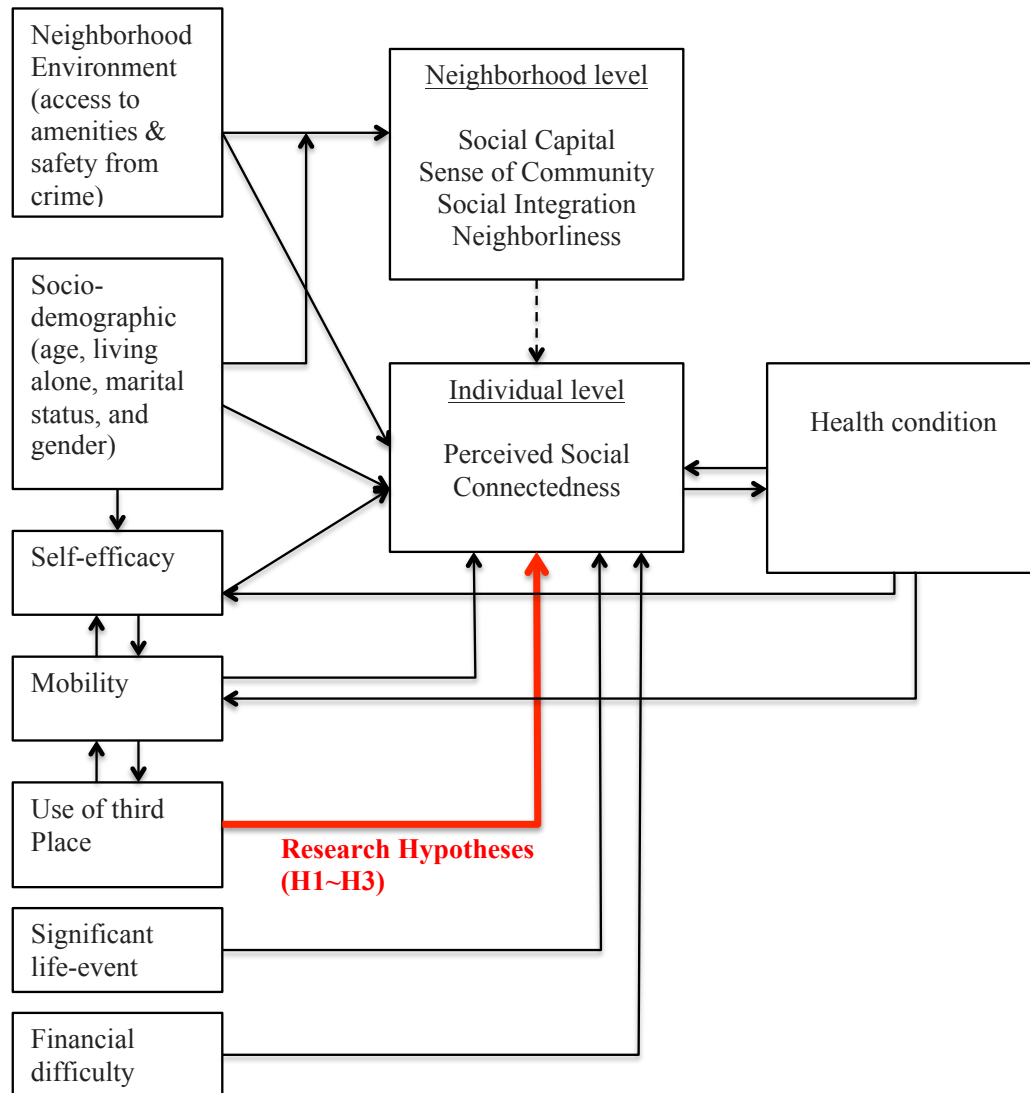 Neighborhood
Environment
(access to
amenities &
safety from
crime)
Neighborhood level
Social Capital
Sense of Community
Social Integration
Neighborliness
Socio-
demographic
(age, living
alone, marital
status, and
gender)
Individual level
Perceived Social
Connectedness
Health condition
Self-efficacy
Mobility
Use of third
Place
Research Hypotheses
(H1~H3)
Significant
life-event
Financial
difficulty